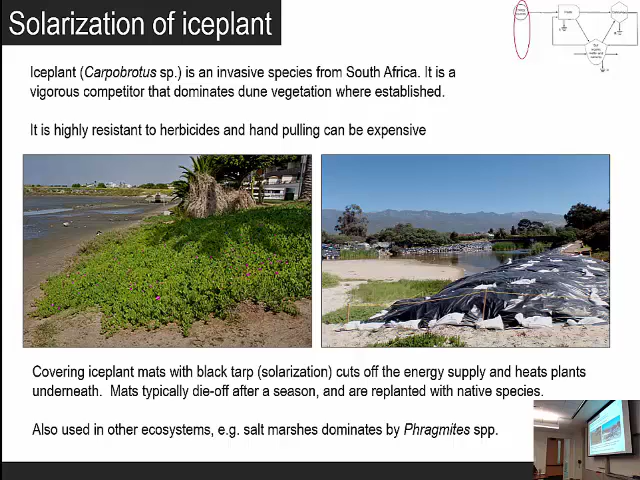 Solarization of iceplant
Iceplant (Carpobrotus sp.) is an invasive species from South Africa. It is a
vigorous competitor that dominates dune vegetation where established.
It is highly resistant to herbicides and hand pulling can be expensive
Covering iceplant mats with black tarp (solarization) cuts off the energy supply and heats plants
underneath. Mats typically die-off after a season, and are replanted with native species.
Also used in other ecosystems, e.g. salt marshes dominates by Phragmites spp.